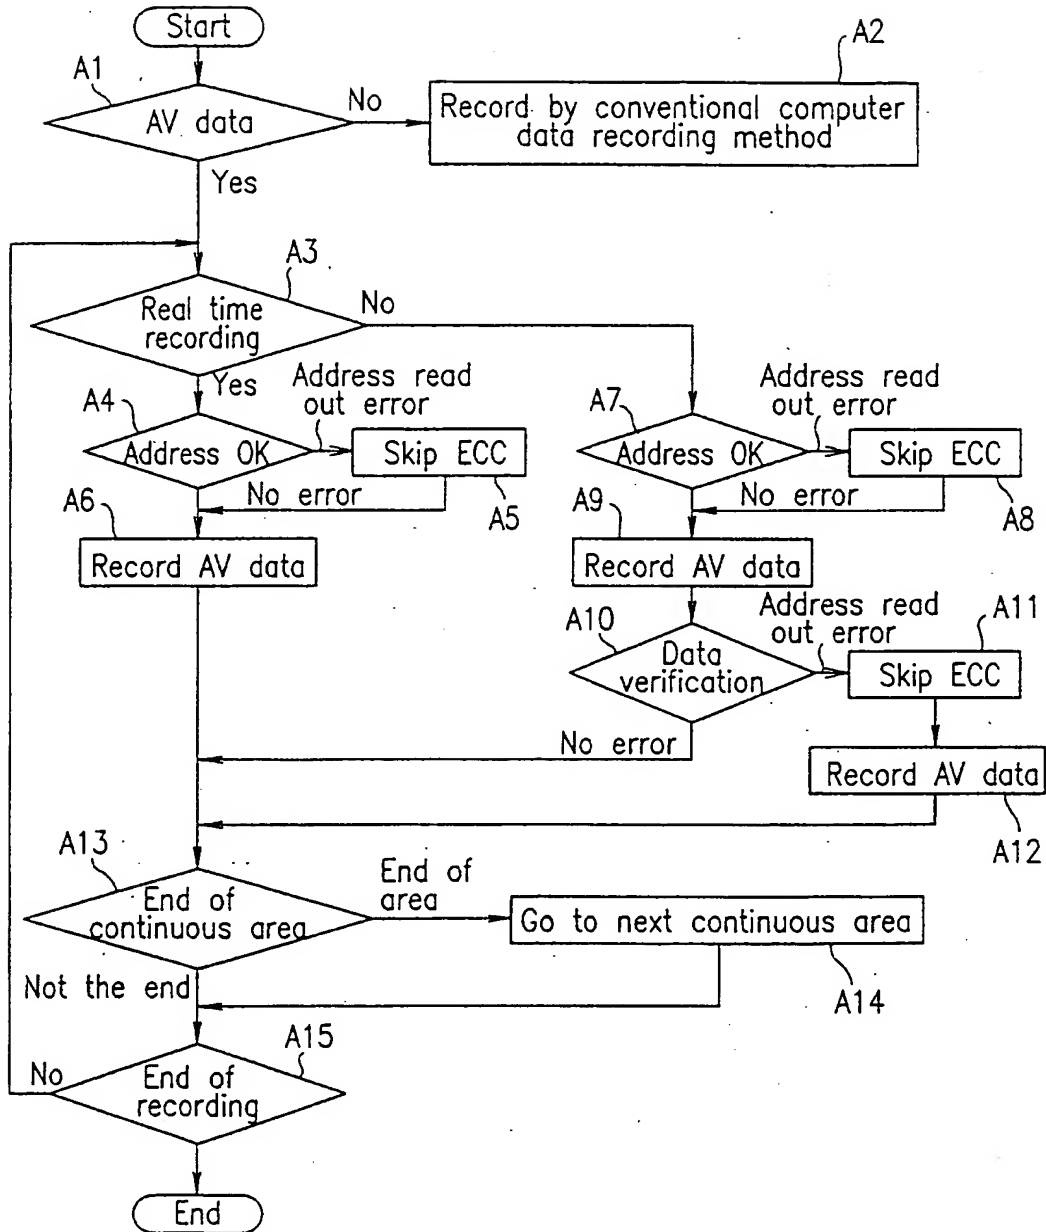 Start
A1
A2
AV data
No
Record by conventional computer
data recording method
Yes
A3
Real time
recording
No
Yes
A4
Address read
out error
Address OK
Skip ECC
No error
A5
A6
Record AV data
A7
Address read
out error
Address OK
Skip ECC
No error
A8
A9
Record AV data
A10
Address read
out error
A11
Data
verification
Skip ECC
No error
Record AV data
A12
A13
End of
continuous area
End of
area
Go to next continuous area
Not the end
A14
A15
No
End of
recording
End